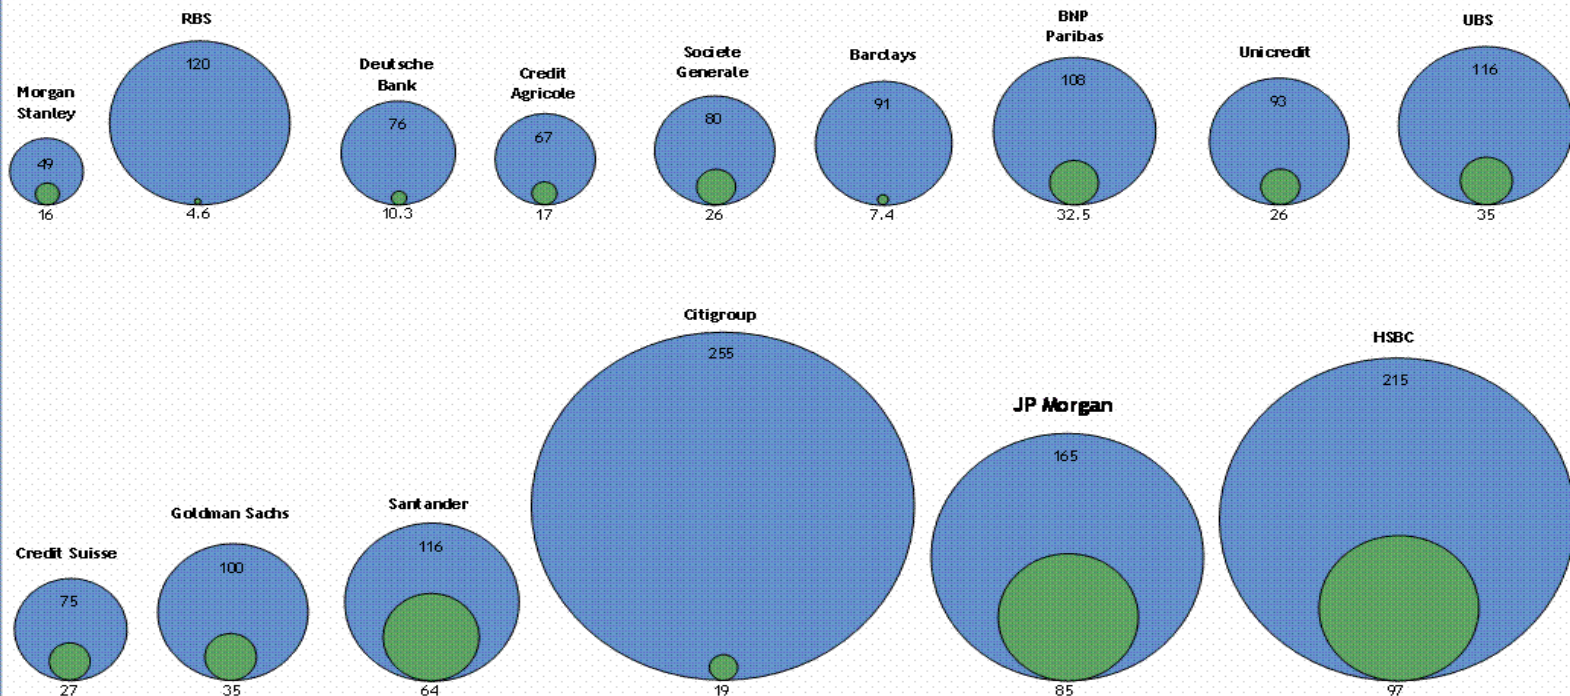 RBS
120
4.6
Morgan
Stanley
49
16
Deutsche
Bank
76
10.3
Credit
Agricole
67
17
Societe
Generale
80
26
Barclays
91
7.4
BNP
Paribas
108
32.5
Unicredit
93
26
UBS
116
35
Credit Suisse
75
27
Goldman Sachs
100
35
Santander
116
64
Citigroup
255
19
JP Morgan
165
85
HSBC
215
97